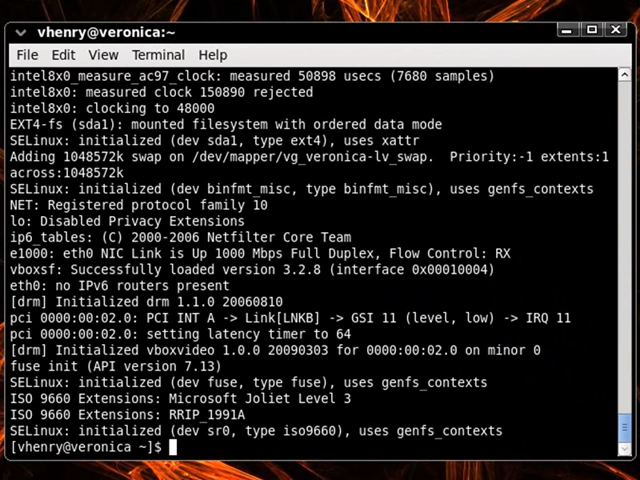 vhenry@veronica:~
File Edit View Terminal Help
intel8x0_measure_ac97_clock: measured 50898 usecs (7680 samples)
intel8x0: measured clock 150890 rejected
intel8x0: clocking to 48000
EXT4-fs (sda1): mounted filesystem with ordered data mode
SELinux: initialized (dev sda1, type ext4), uses xattr
Adding 1048572k swap on /dev/mapper/vg_veronica-lv_swap.  Priority:-1 extents:1
across:1048572k
SELinux: initialized (dev binfmt_misc, type binfmt_misc), uses genfs_contexts
NET: Registered protocol family 10
lo: Disabled Privacy Extensions
ip6_tables: (C) 2000-2006 Netfilter Core Team
e1000: eth0 NIC Link is Up 1000 Mbps Full Duplex, Flow Control: RX
vboxsf: Successfully loaded version 3.2.8 (interface 0x00010004)
eth0: no IPv6 routers present
[drm] Initialized drm 1.1.0 20060810
pci 0000:00:02.0: PCI INT A -> Link[LNKB] -> GSI 11 (level, low) -> IRQ 11
pci 0000:00:02.0: setting latency timer to 64
[drm] Initialized vboxvideo 1.0.0 20090303 for 0000:00:02.0 on minor 0
fuse init (API version 7.13)
SELinux: initialized (dev fuse, type fuse), uses genfs_contexts
ISO 9660 Extensions: Microsoft Joliet Level 3
ISO 9660 Extensions: RRIP_1991A
SELinux: initialized (dev sr0, type iso9660), uses genfs_contexts
[vhenry@veronica ~]$